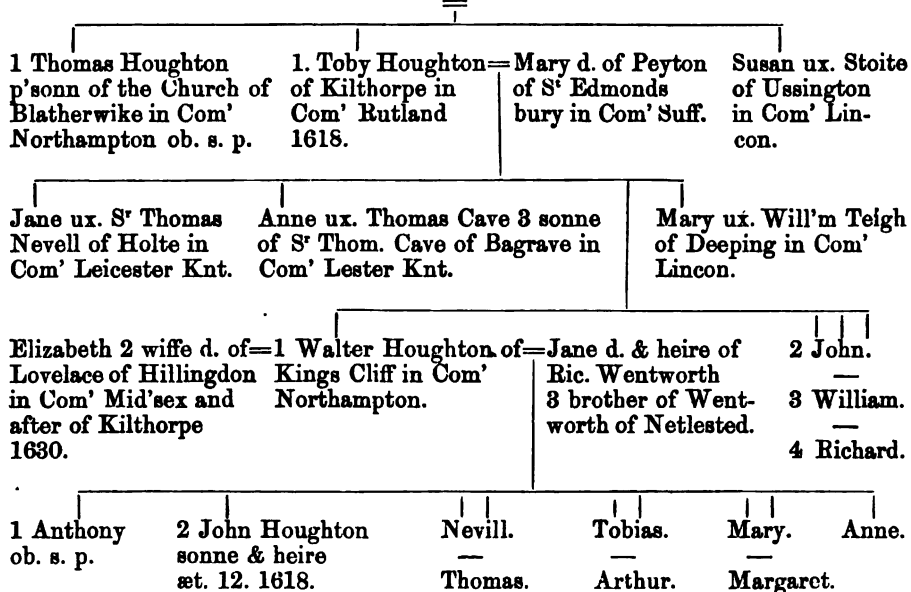 1 Thomas Houghton
p'sonn of the Church of
Blatherwike in Com'
Northampton ob. s. p.
1. Toby Houghton=
of Kilthorpe in
Com' Rutland
1618.
Mary d. of Peyton
of Sᵗ Edmonds
bury in Com' Suff.
Susan ux. Stoite
of Ussington
in Com' Lin-
con.
Jane ux. Sʳ Thomas
Nevell of Holte in
Com' Leicester Knt.
Anne ux. Thomas Cave 3 sonne
of Sʳ Thom. Cave of Bagrave in
Com' Lester Knt.
Mary ux. Will'm Teigh
of Deeping in Com'
Lincon.
Elizabeth 2 wiffe d. of=
Lovelace of Hillingdon
in Com' Mid'sex and
after of Kilthorpe
1630.
1 Walter Houghton of=
Kings Cliff in Com'
Northampton.
Jane d. & heire of
Ric. Wentworth
3 brother of Went-
worth of Netlested.
2 John.
—
3 William.
—
4 Richard.
1 Anthony
ob. s. p.
2 John Houghton
sonne & heire
æt. 12. 1618.
Nevill.
—
Thomas.
Tobias.
—
Arthur.
Mary.
—
Margaret.
Anne.